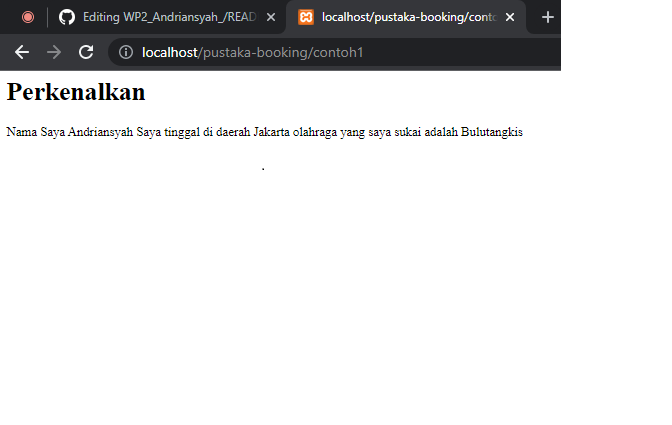 Editing WP2_Andriansyah_/READ
localhost/pustaka-booking/conto
localhost/pustaka-booking/contoh1
Perkenalkan
Nama Saya Andriansyah Saya tinggal di daerah Jakarta olahraga yang saya sukai adalah Bulutangkis
.